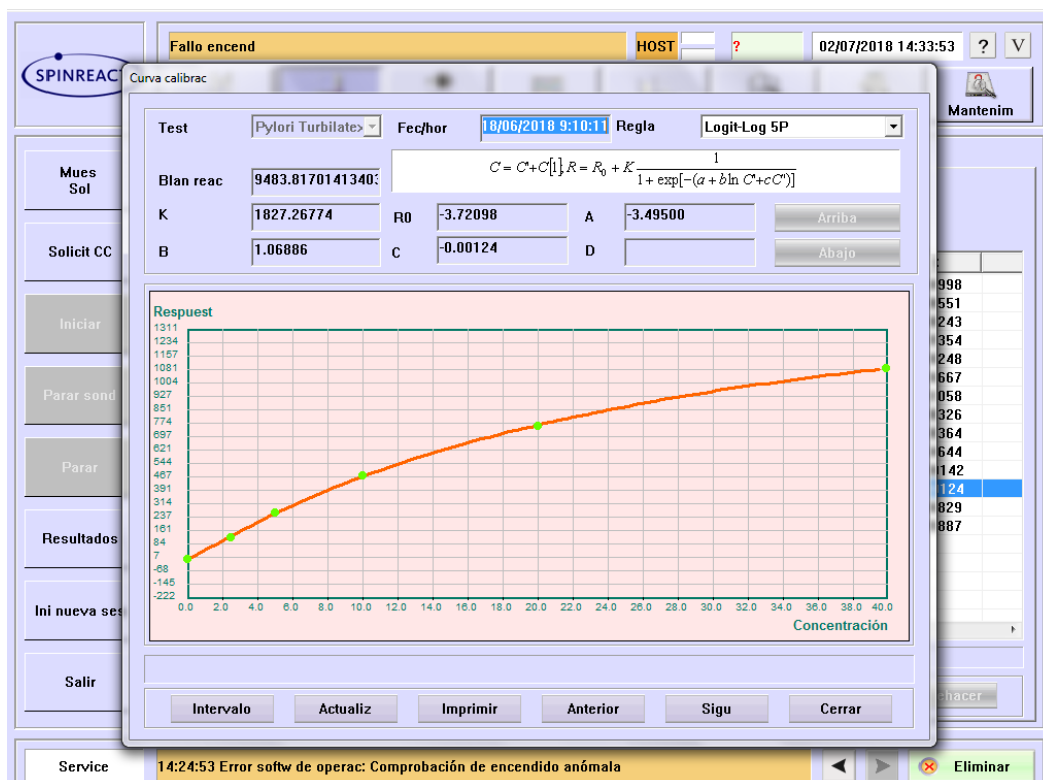 Fallo encend
HOST
?
02/07/2018 14:33:53
?
V
SPINREAC
Mantenim
Curva calibrac
Test
Pylori Turbilatex
Fec/hor
18/06/2018 9:10:11
Regla
Logit-Log 5P
Blan reac
9483.81701413403
C = C'+C[1], R = R₀ + K 1 / 1 + exp[-(a + b ln C'+cC')]
K
1827.26774
R0
-3.72098
A
-3.49500
Arriba
B
1.06886
C
-0.00124
D
Abajo
Mues
Sol
Solicit CC
Iniciar
Parar sond
Parar
Resultados
Ini nueva ses
Salir
Respuest
1311
1234
1157
1081
1004
927
851
774
697
621
544
467
391
314
237
161
84
7
-68
-145
-222
0.0 2.0 4.0 6.0 8.0 10.0 12.0 14.0 16.0 18.0 20.0 22.0 24.0 26.0 28.0 30.0 32.0 34.0 36.0 38.0 40.0
Concentración
998
551
243
354
248
667
058
326
364
644
142
124
829
887
Intervalo
Actualiz
Imprimir
Anterior
Sigu
Cerrar
hacer
Service
14:24:53 Error softw de operac: Comprobación de encendido anómala
Eliminar